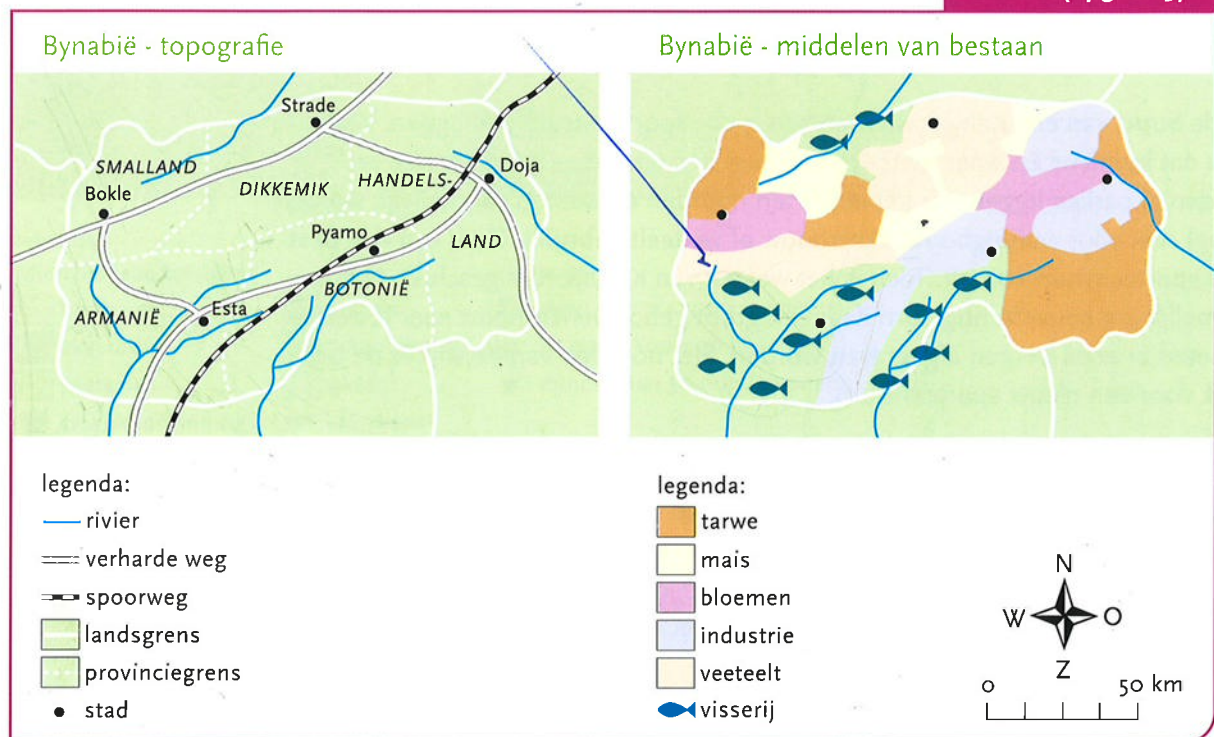 Bynabië - topografie
Strade
SMALLAND
Bokle
DIKKEMIK
HANDELS-
Doja
Pyamo
LAND
BOTONIË
ARMANIË
Esta
legenda:
rivier
verharde weg
spoorweg
landsgrens
provinciegrens
stad
Bynabië - middelen van bestaan
legenda:
tarwe
mais
bloemen
industrie
veeteelt
visserij
N
W O
Z
0 50 km